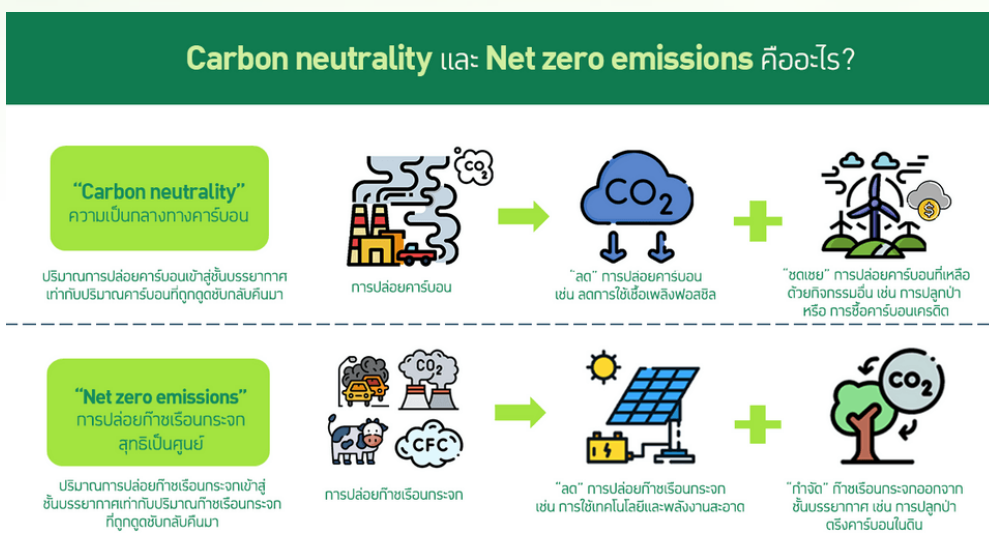 Carbon neutrality และ Net zero emissions คืออะไร?
“Carbon neutrality”
ความเป็นกลางทางคาร์บอน
ปริมาณการปล่อยคาร์บอนเข้าสู่ชั้นบรรยากาศ
เท่ากับปริมาณคาร์บอนที่ถูกดูดซับกลับคืนมา
CO2
การปล่อยคาร์บอน
CO2
“ลด” การปล่อยคาร์บอน
เช่น ลดการใช้เชื้อเพลิงฟอสซิล
$
“ชดเชย” การปล่อยคาร์บอนที่เหลือ
ด้วยกิจกรรมอื่น เช่น การปลูกป่า
หรือ การซื้อคาร์บอนเครดิต
“Net zero emissions”
การปล่อยก๊าซเรือนกระจก
สุทธิเป็นศูนย์
ปริมาณการปล่อยก๊าซเรือนกระจกเข้าสู่
ชั้นบรรยากาศเท่ากับปริมาณก๊าซเรือนกระจก
ที่ถูกดูดซับกลับคืนมา
CO2
CFC
การปล่อยก๊าซเรือนกระจก
“ลด” การปล่อยก๊าซเรือนกระจก
เช่น การใช้เทคโนโลยีและพลังงานสะอาด
CO2
“กำจัด” ก๊าซเรือนกระจกออกจาก
ชั้นบรรยากาศ เช่น การปลูกป่า
ตรึงคาร์บอนในดิน